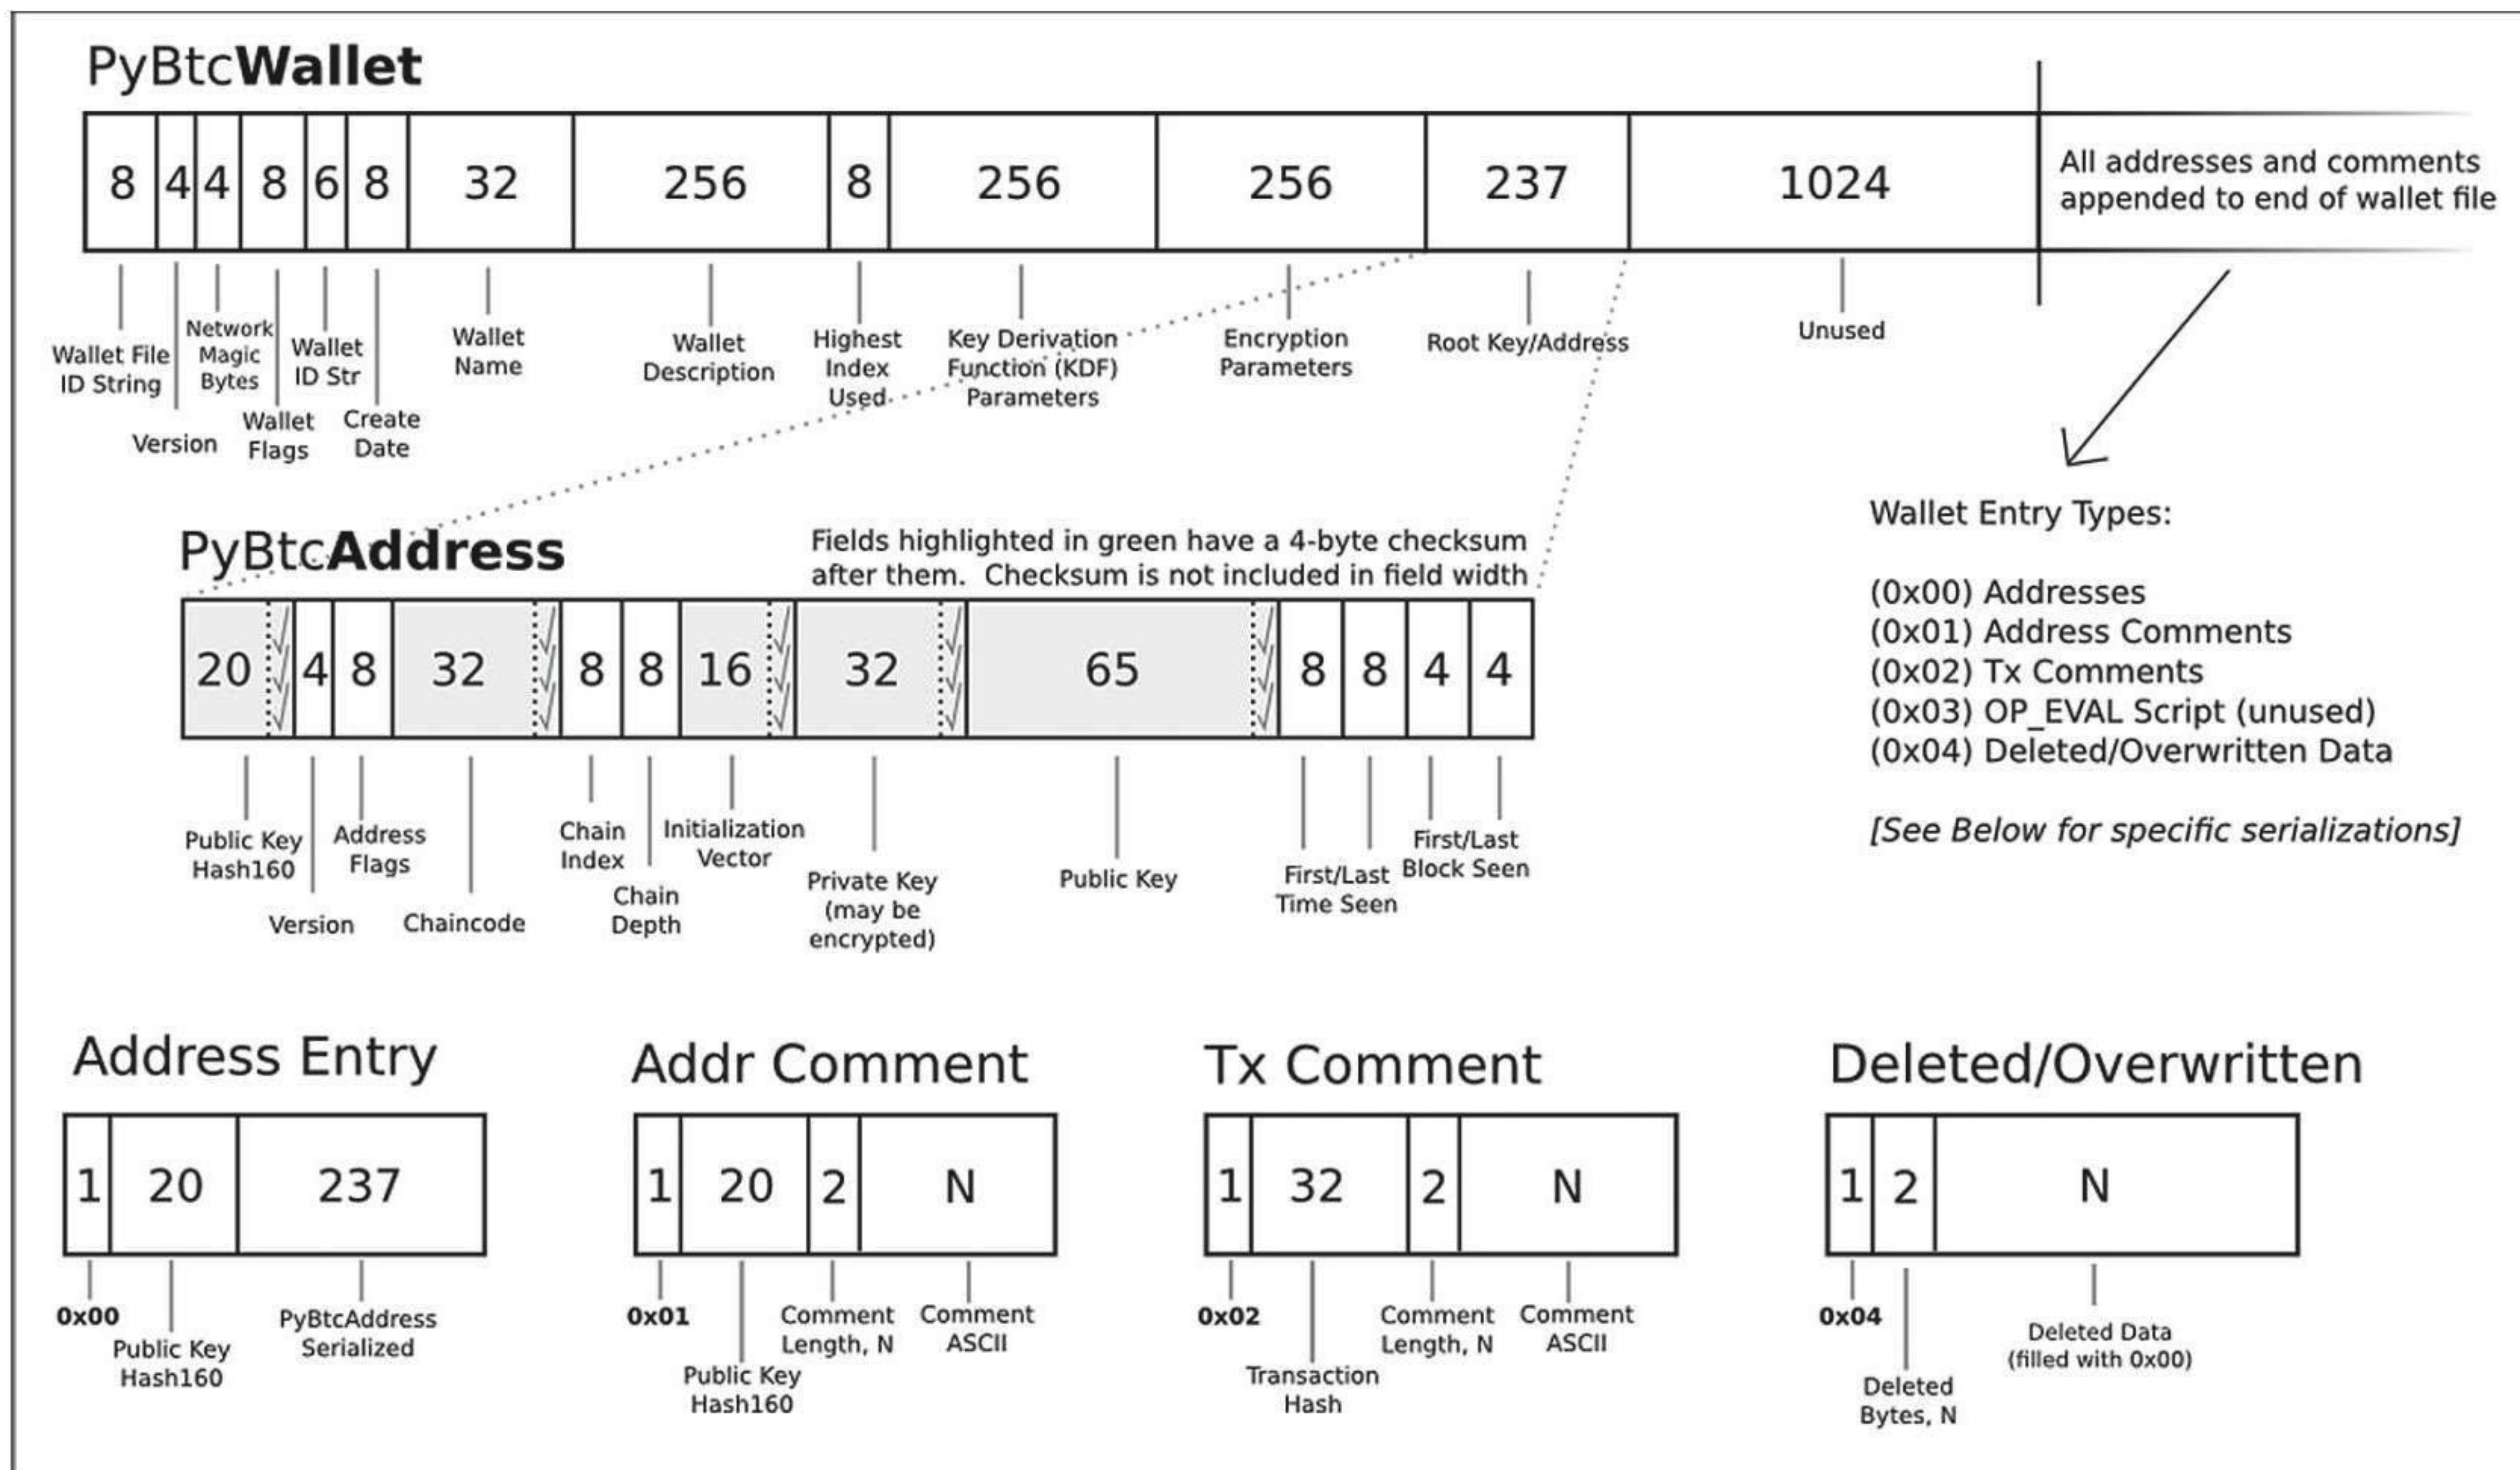 PyBtcWallet
8 4 4 8 6 8 32 256 8 256 256 237 1024
All addresses and comments
appended to end of wallet file
Wallet File
ID String
Version
Network
Magic
Bytes
Wallet
Flags
Wallet
ID Str
Create
Date
Wallet
Name
Wallet
Description
Highest
Index
Used
Key Derivation
Function (KDF)
Parameters
Encryption
Parameters
Root Key/Address
Unused
PyBtcAddress
Fields highlighted in green have a 4-byte checksum
after them. Checksum is not included in field width
20 4 8 32 8 8 16 32 65 8 8 4 4
Public Key
Hash160
Version
Address
Flags
Chaincode
Chain
Index
Chain
Depth
Initialization
Vector
Private Key
(may be
encrypted)
Public Key
First/Last
Time Seen
First/Last
Block Seen
Wallet Entry Types:
(0x00) Addresses
(0x01) Address Comments
(0x02) Tx Comments
(0x03) OP_EVAL Script (unused)
(0x04) Deleted/Overwritten Data
[See Below for specific serializations]
Address Entry
1 20 237
0x00
Public Key
Hash160
PyBtcAddress
Serialized
Addr Comment
1 20 2 N
0x01
Public Key
Hash160
Comment
Length, N
Comment
ASCII
Tx Comment
1 32 2 N
0x02
Transaction
Hash
Comment
Length, N
Comment
ASCII
Deleted/Overwritten
1 2 N
0x04
Deleted
Bytes, N
Deleted Data
(filled with 0x00)